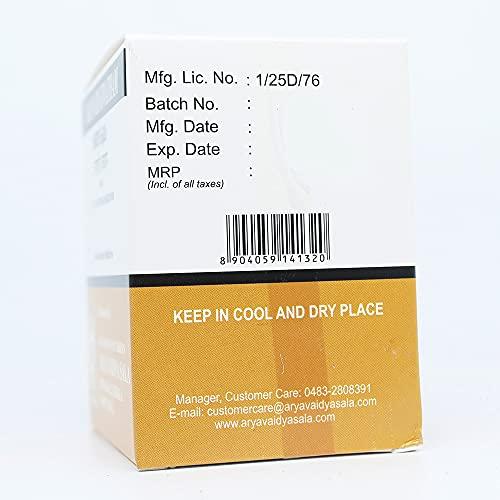 Mfg. Lic. No. : 1/25D/76
Batch No. :
Mfg. Date :
Exp. Date :
MRP :
(Incl. of all taxes)
8 904059 141320
KEEP IN COOL AND DRY PLACE
Manager, Customer Care: 0483-2808391
E-mail: customercare@aryavaidyasala.com
www.aryavaidyasala.com